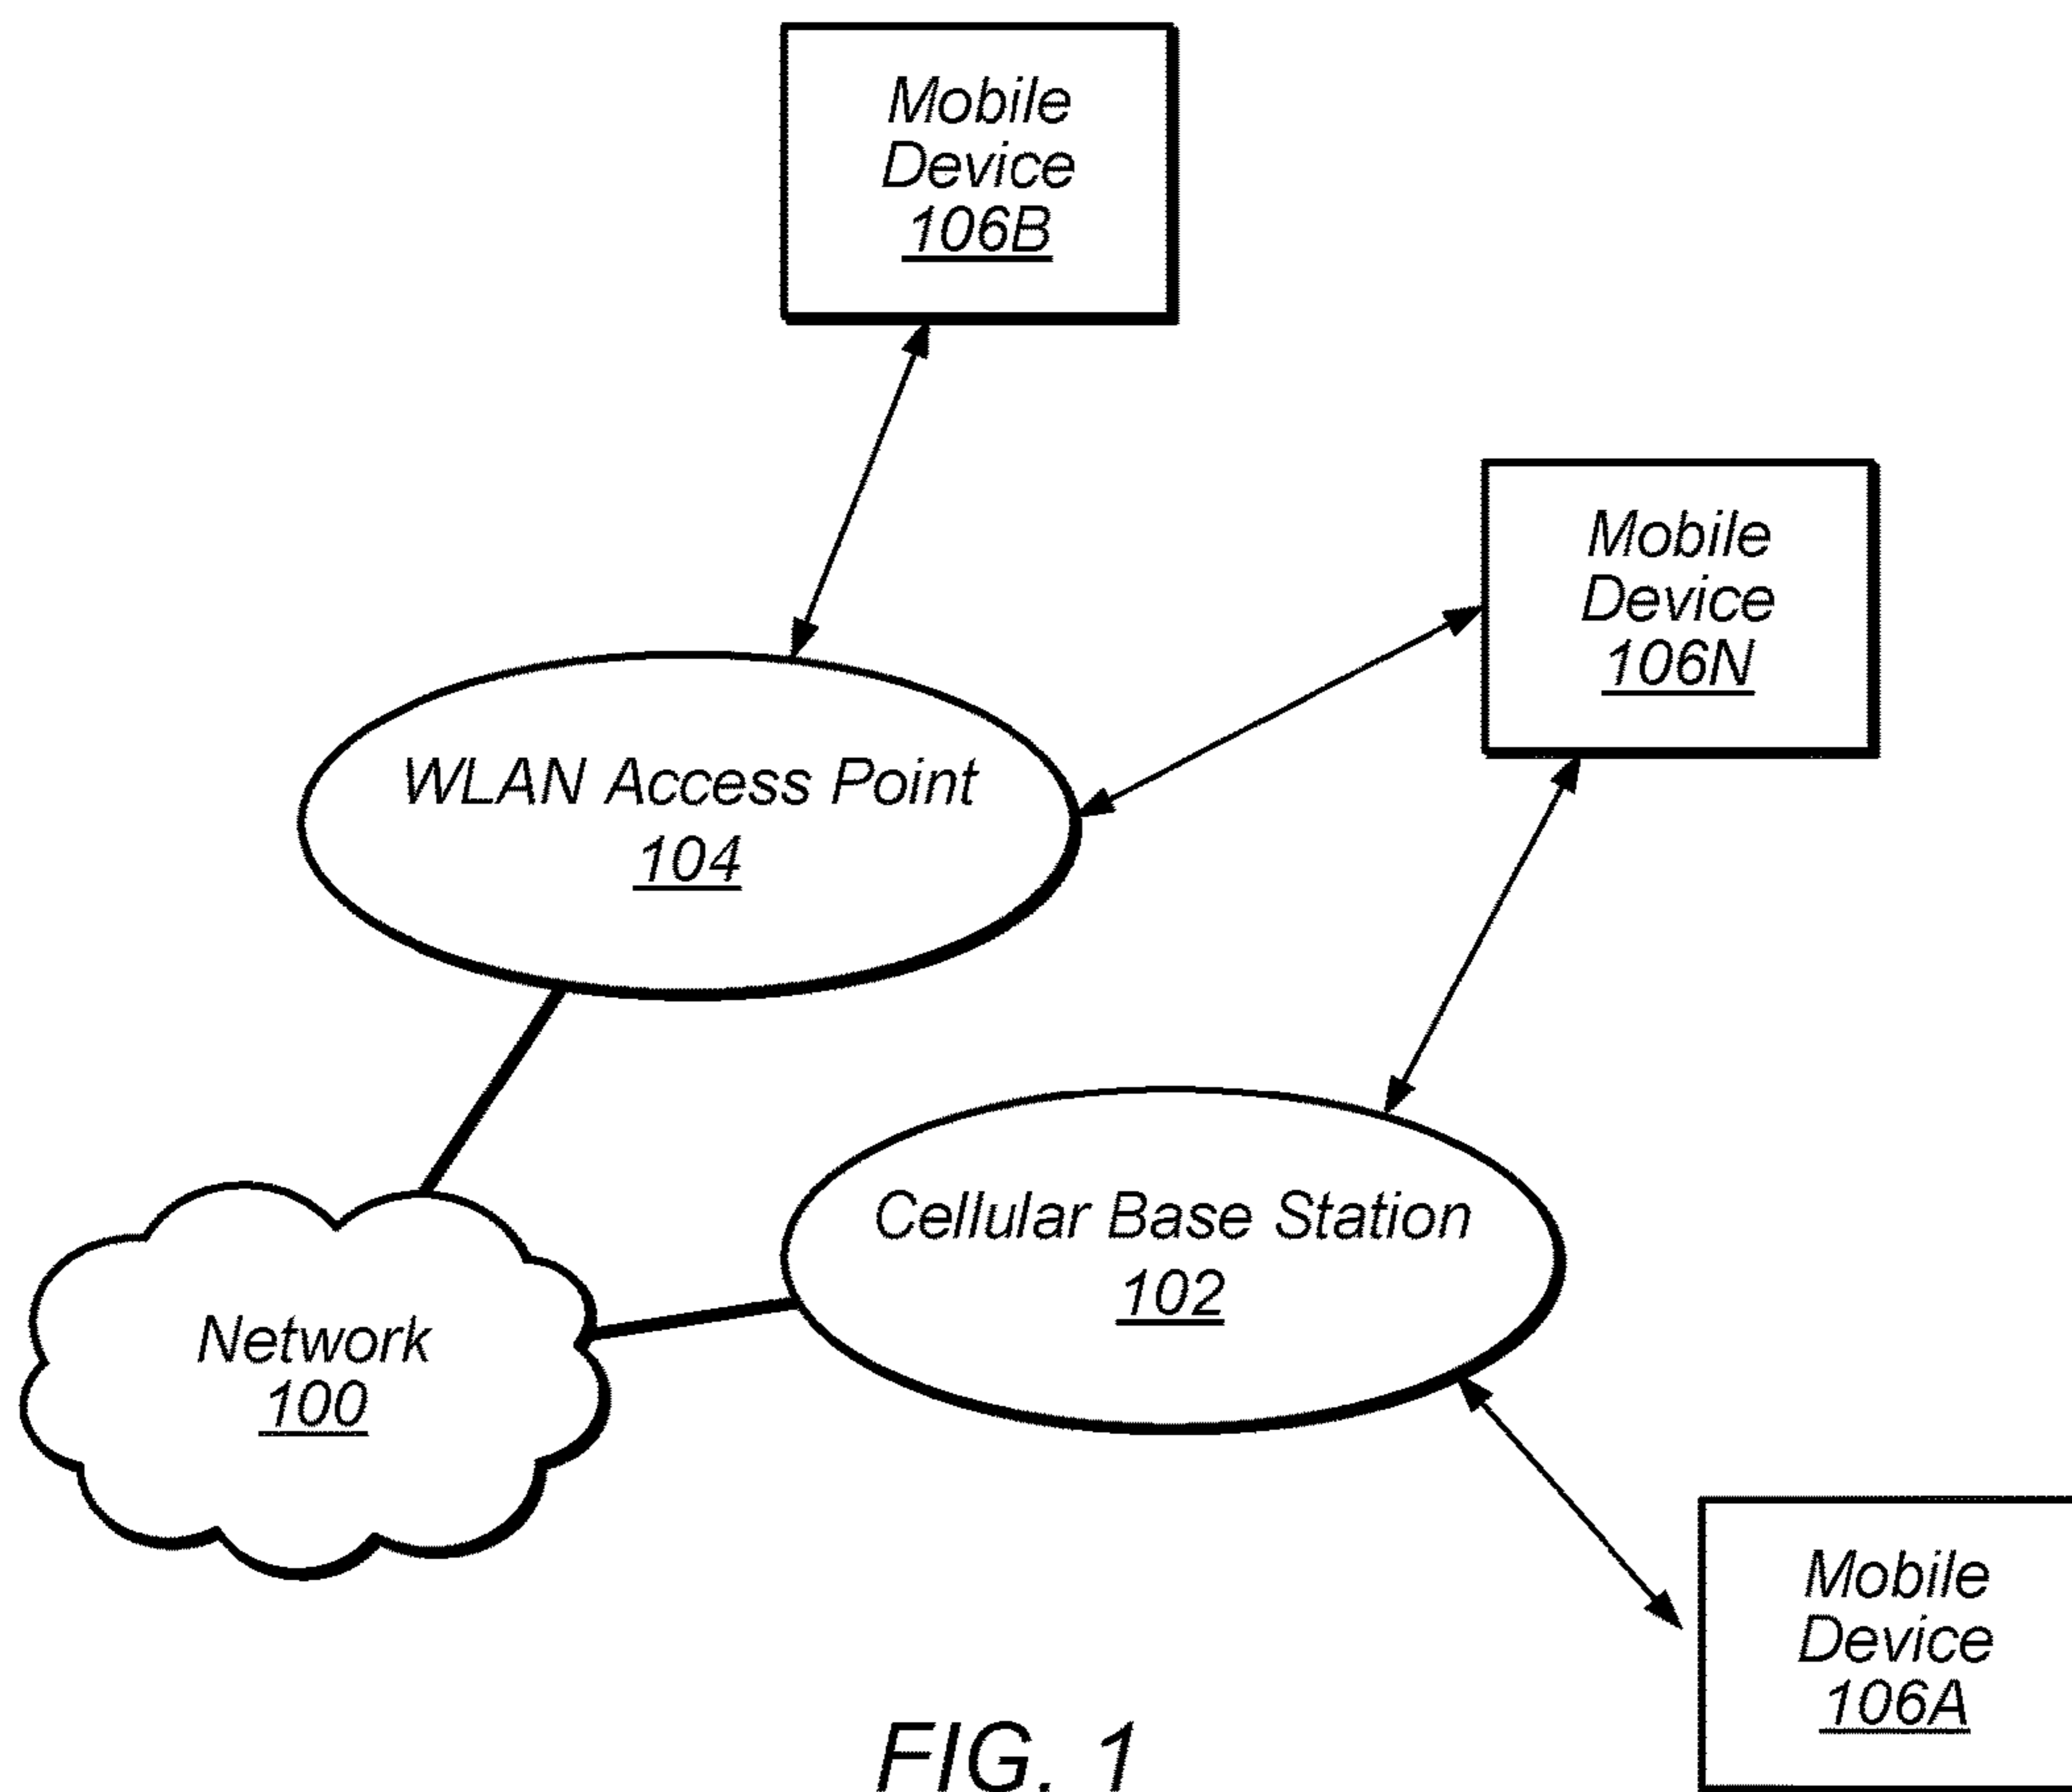 Mobile
Device
106B
Mobile
Device
106N
WLAN Access Point
104
Cellular Base Station
102
Network
100
Mobile
Device
106A
FIG. 1